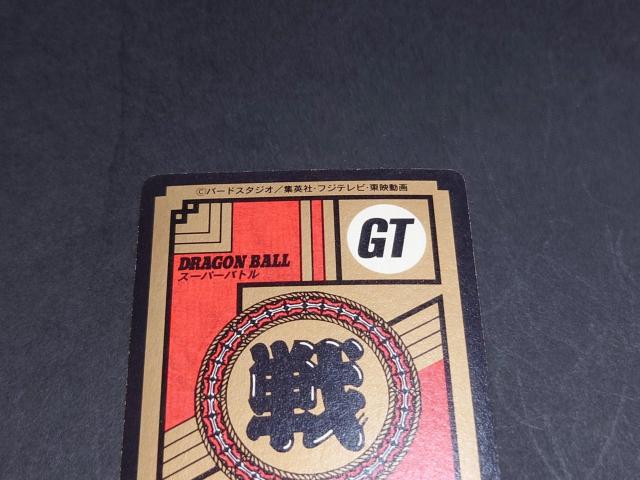 ©バードスタジオ／集英社・フジテレビ・東映動画
GT
DRAGON BALL
スーパーバトル
戦